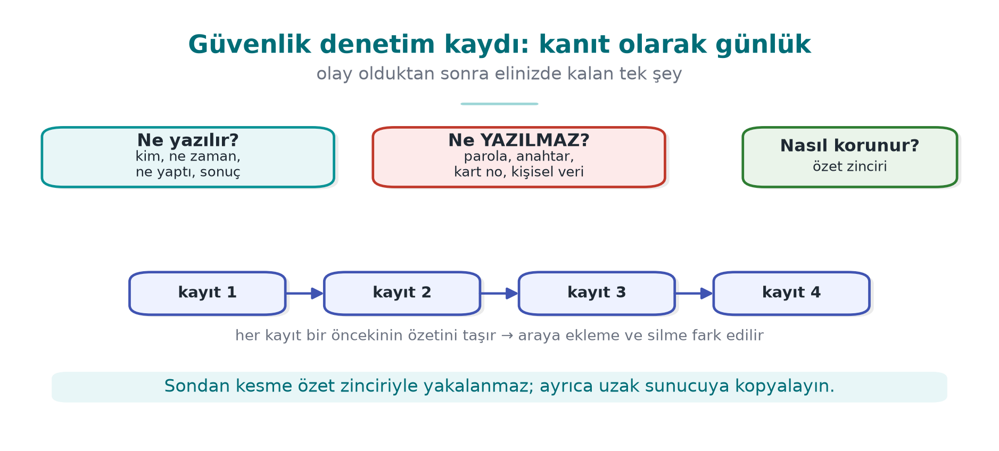 Güvenlik denetim kaydı: kanıt olarak günlük
olay olduktan sonra elinizde kalan tek şey
Ne yazılır?
kim, ne zaman,
ne yaptı, sonuç
Ne YAZILMAZ?
parola, anahtar,
kart no, kişisel veri
Nasıl korunur?
özet zinciri
kayıt 1
kayıt 2
kayıt 3
kayıt 4
her kayıt bir öncekinin özetini taşır → araya ekleme ve silme fark edilir
Sondan kesme özet zinciriyle yakalanmaz; ayrıca uzak sunucuya kopyalayın.